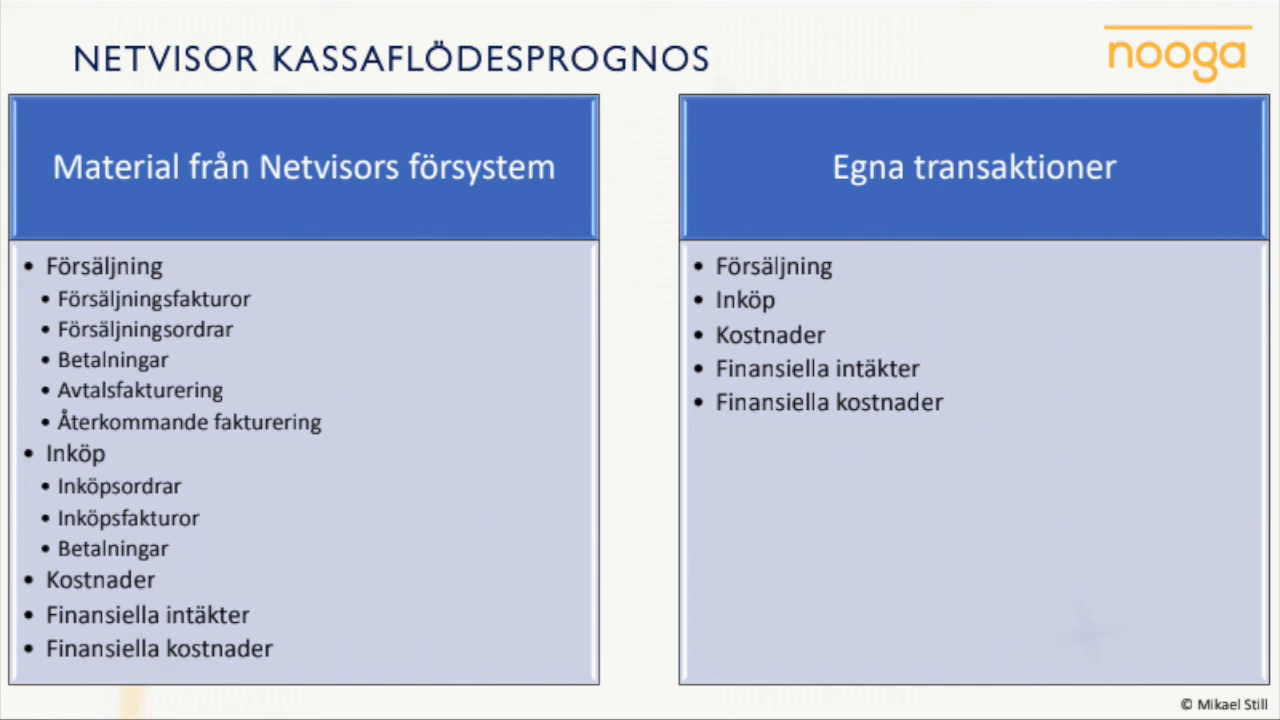 NETVISOR KASSAFLÖDESPROGNOS
nooga
Material från Netvisors försystem
• Försäljning
• Försäljningsfakturor
• Försäljningsordrar
• Betalningar
• Avtalsfakturering
• Återkommande fakturering
• Inköp
• Inköpsordrar
• Inköpsfakturor
• Betalningar
• Kostnader
• Finansiella intäkter
• Finansiella kostnader
Egna transaktioner
• Försäljning
• Inköp
• Kostnader
• Finansiella intäkter
• Finansiella kostnader
© Mikael Still